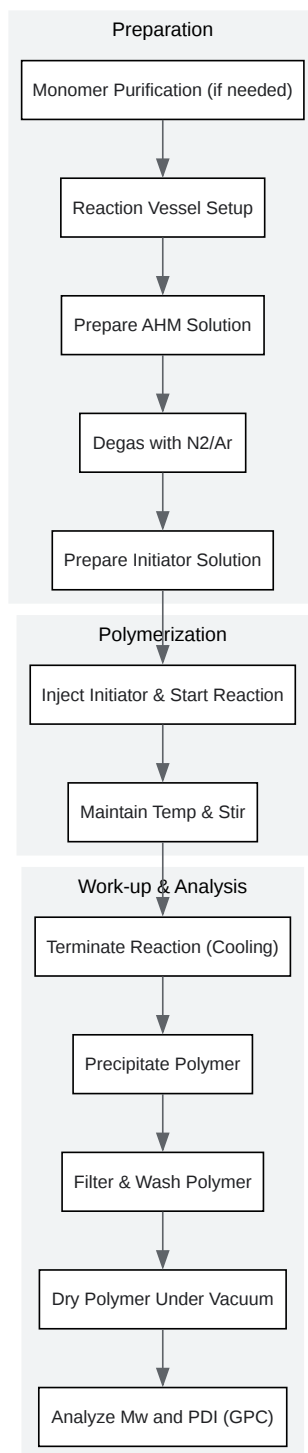 Preparation
Monomer Purification (if needed)
Reaction Vessel Setup
Prepare AHM Solution
Degas with N2/Ar
Prepare Initiator Solution
Polymerization
Inject Initiator & Start Reaction
Maintain Temp & Stir
Work-up & Analysis
Terminate Reaction (Cooling)
Precipitate Polymer
Filter & Wash Polymer
Dry Polymer Under Vacuum
Analyze Mw and PDI (GPC)